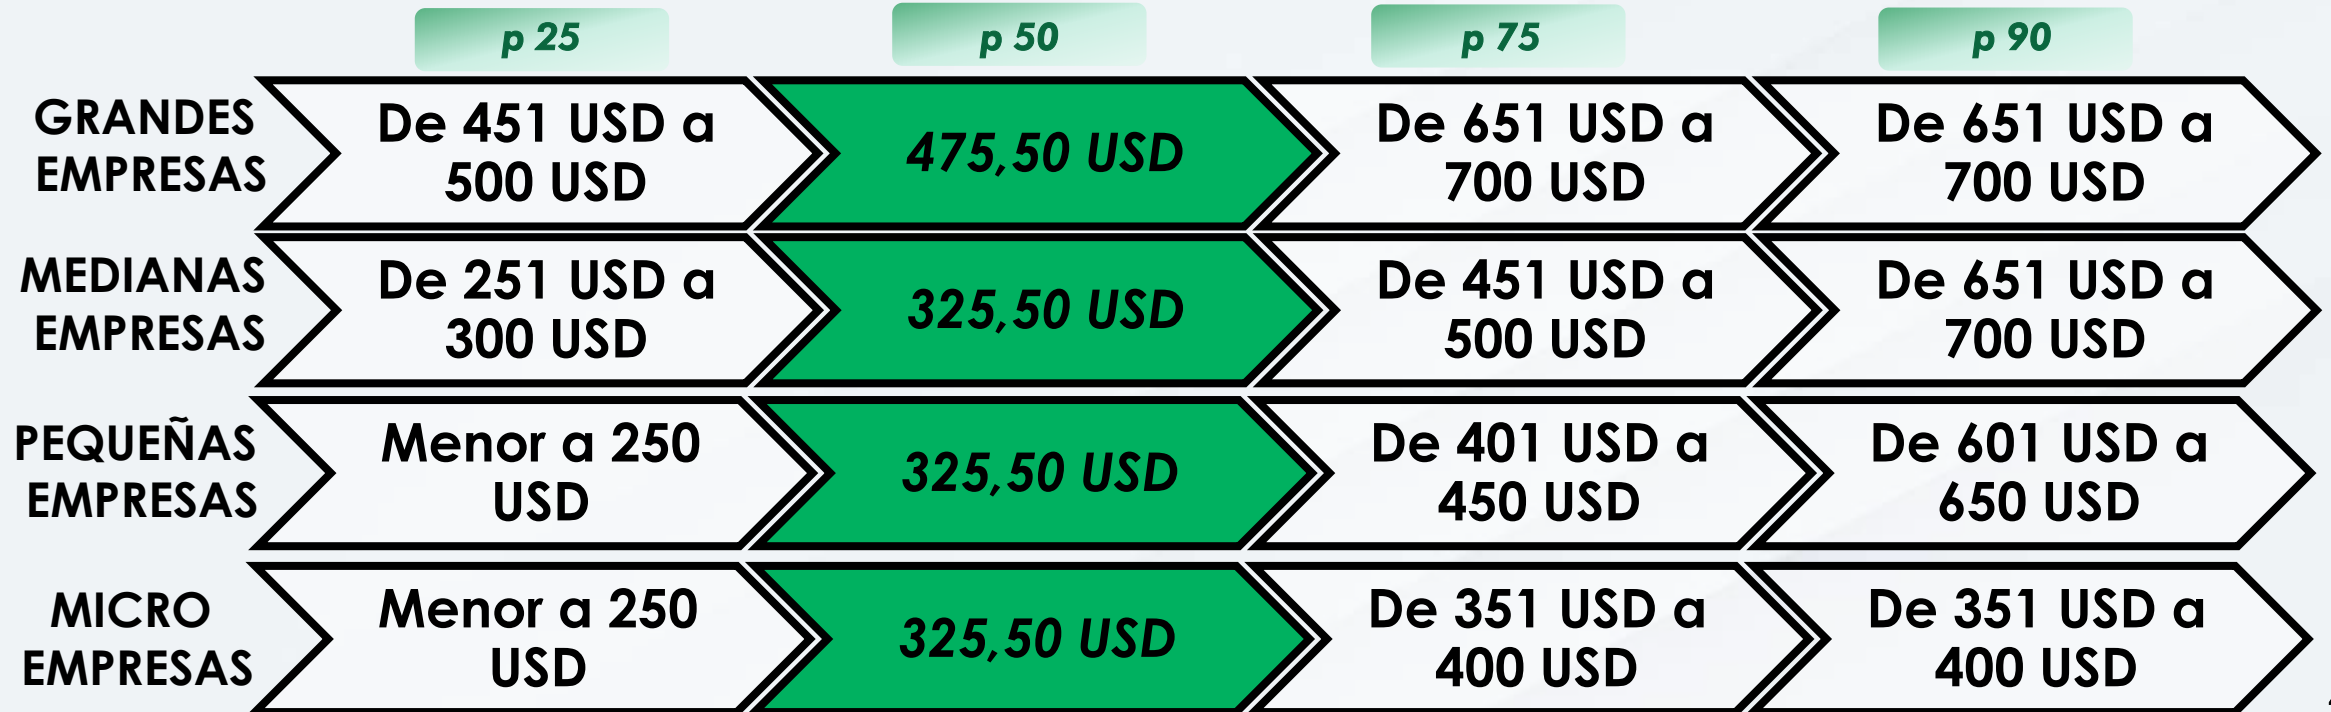 p 25
p 50
p 75
p 90
GRANDES
EMPRESAS
De 451 USD a
500 USD
475,50 USD
De 651 USD a
700 USD
De 651 USD a
700 USD
MEDIANAS
EMPRESAS
De 251 USD a
300 USD
325,50 USD
De 451 USD a
500 USD
De 651 USD a
700 USD
PEQUEÑAS
EMPRESAS
Menor a 250
USD
325,50 USD
De 401 USD a
450 USD
De 601 USD a
650 USD
MICRO
EMPRESAS
Menor a 250
USD
325,50 USD
De 351 USD a
400 USD
De 351 USD a
400 USD